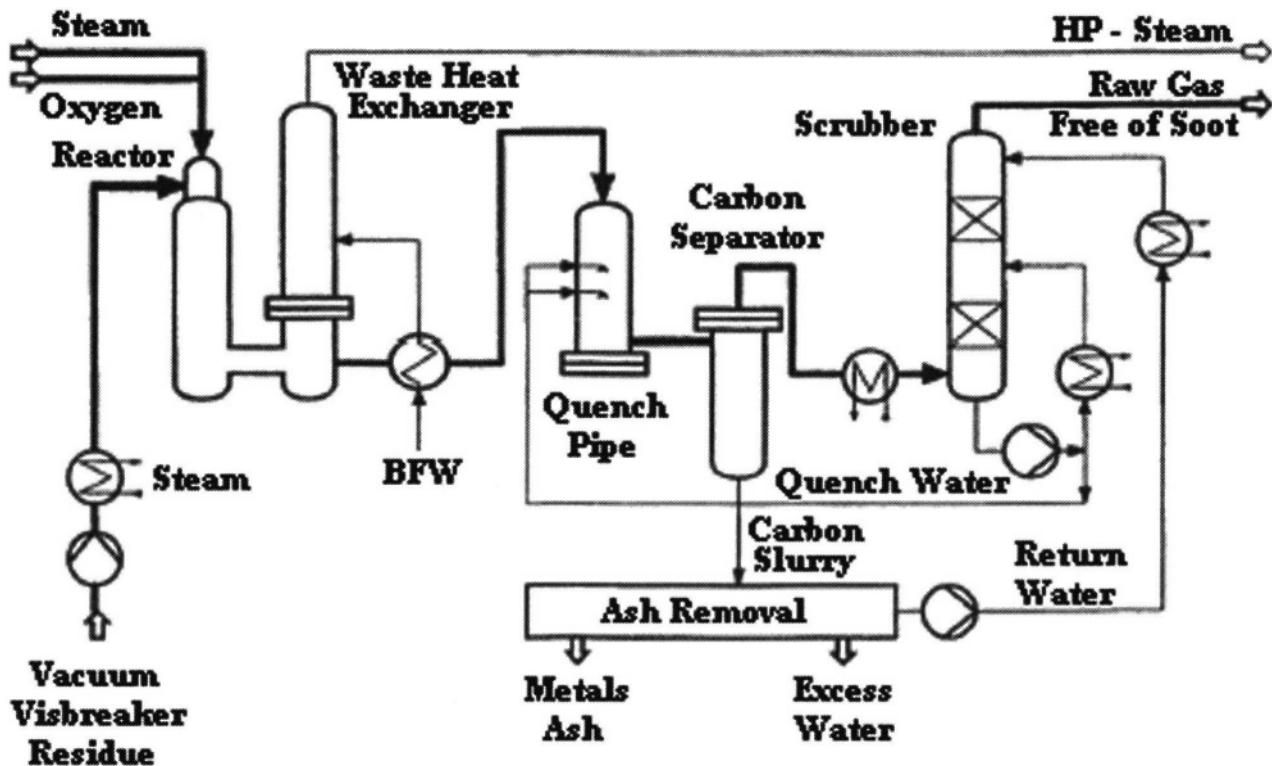 Steam
Oxygen
Reactor
Waste Heat
Exchanger
HP - Steam
Raw Gas
Free of Soot
Scrubber
Carbon
Separator
Quench
Pipe
BFW
Steam
Quench Water
Carbon
Slurry
Return
Water
Ash Removal
Metals
Ash
Excess
Water
Vacuum
Visbreaker
Residue